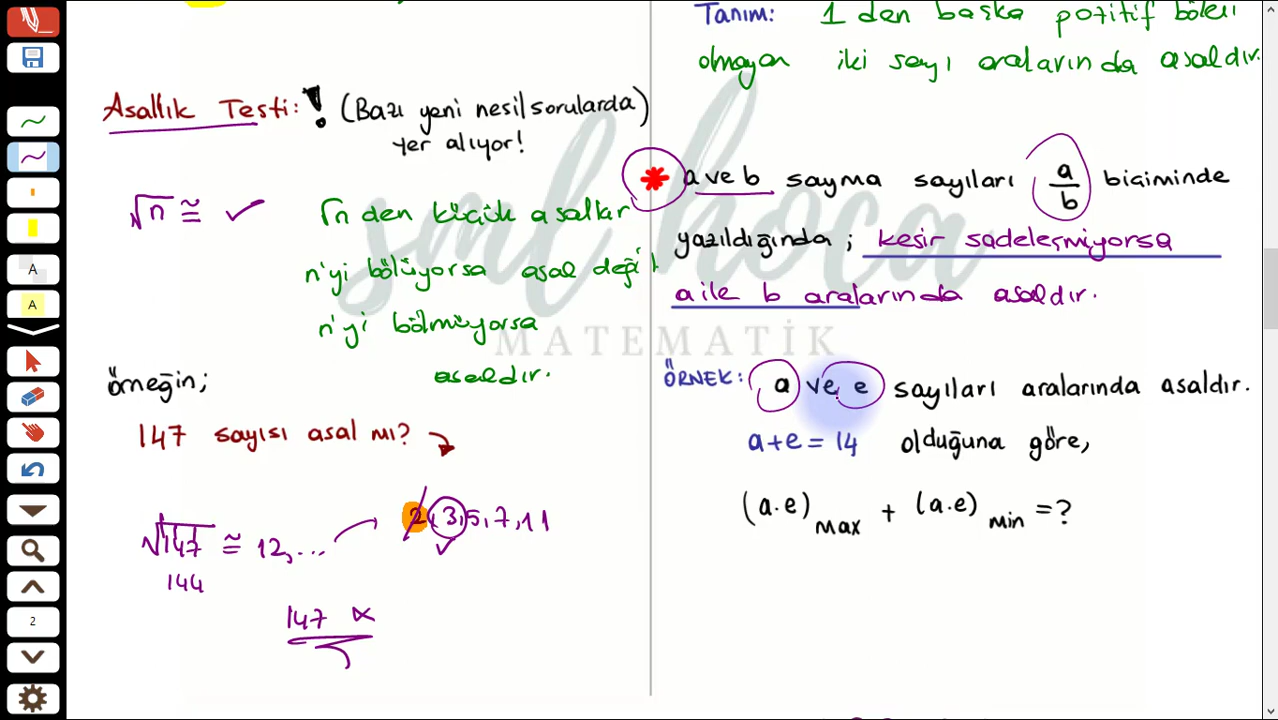 Asallık Testi: ! (Bazı yeni nesil sorularda)
yer alıyor!
√n ≅ ✓
√n den küçük asallar
n'yi bölüyorsa asal değil
n'yi bölmüyorsa
asaldır.
örneğin;
147 sayısı asal mı?
√147 ≅ 12,...
144
2, 3, 5, 7, 11
147 x
Tanım: 1 den başka pozitif böleni
olmayan iki sayı aralarında asaldır.
* a ve b sayma sayıları a/b biçiminde
yazıldığında; kesir sadeleşmiyorsa
a ile b aralarında asaldır.
ÖRNEK: a ve e sayıları aralarında asaldır.
a+e=14 olduğuna göre,
(a.e) max + (a.e) min = ?
sml hoca
MATEMATİK
A
A
2